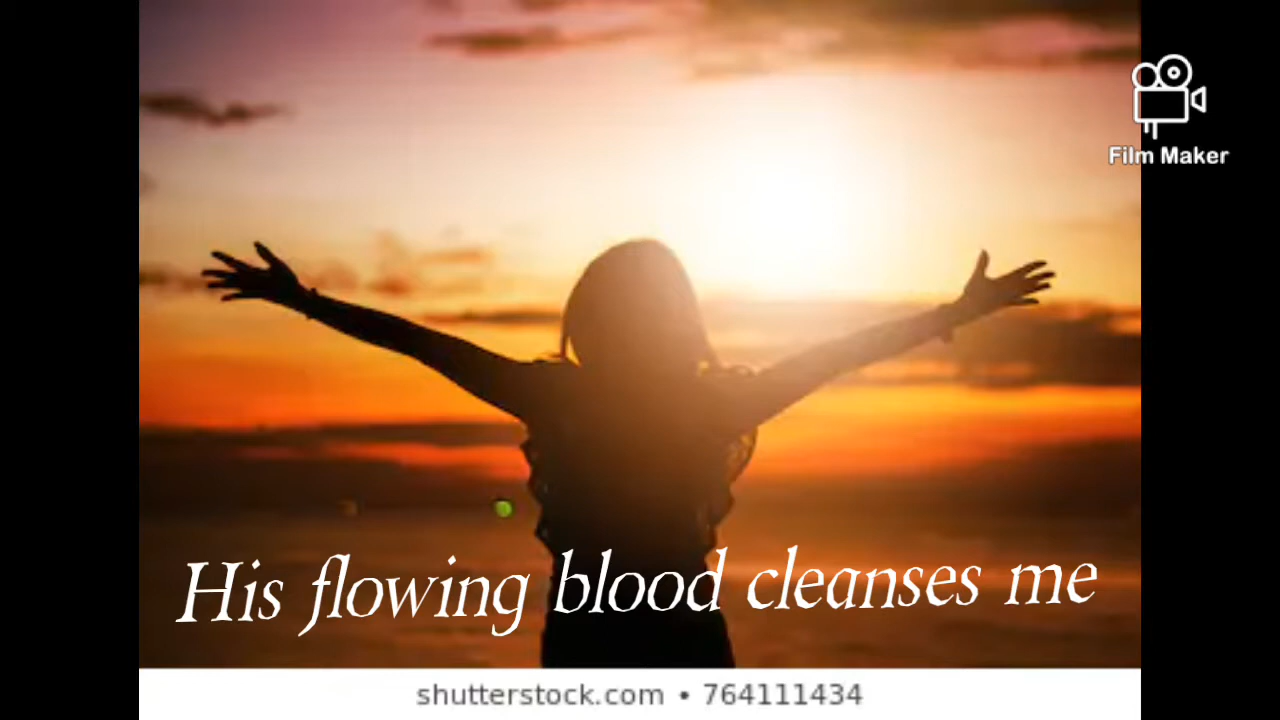 Film Maker
His flowing blood cleanses me
shutterstock.com • 764111434